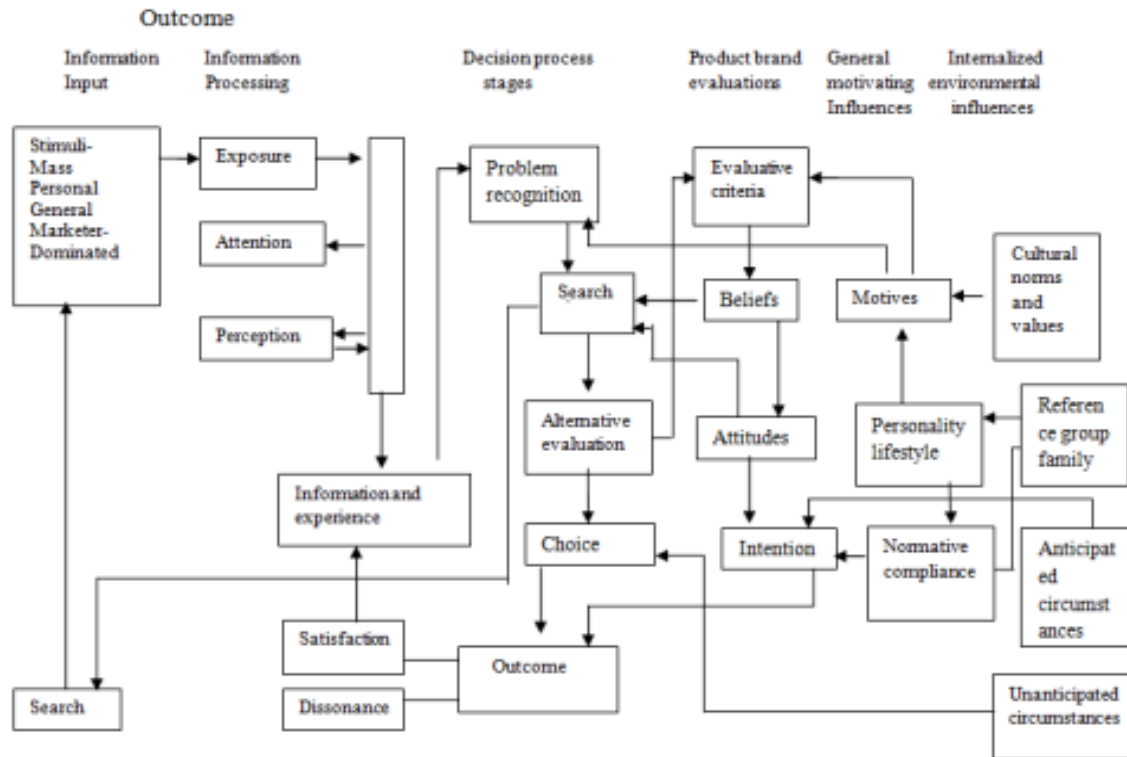 Outcome
Information
Input
Information
Processing
Decision process
stages
Product brand
evaluations
General
motivating
Influences
Internalized
environmental
influences
Stimuli-
Mass
Personal
General
Marketer-
Dominated
Exposure
Attention
Perception
Information and
experience
Satisfaction
Dissonance
Search
Problem
recognition
Search
Alternative
evaluation
Choice
Outcome
Evaluative
criteria
Beliefs
Attitudes
Intention
Motives
Personality
lifestyle
Normative
compliance
Cultural
norms
and
values
Referen
ce group
family
Anticipat
ed
circumst
ances
Unanticipated
circumstances